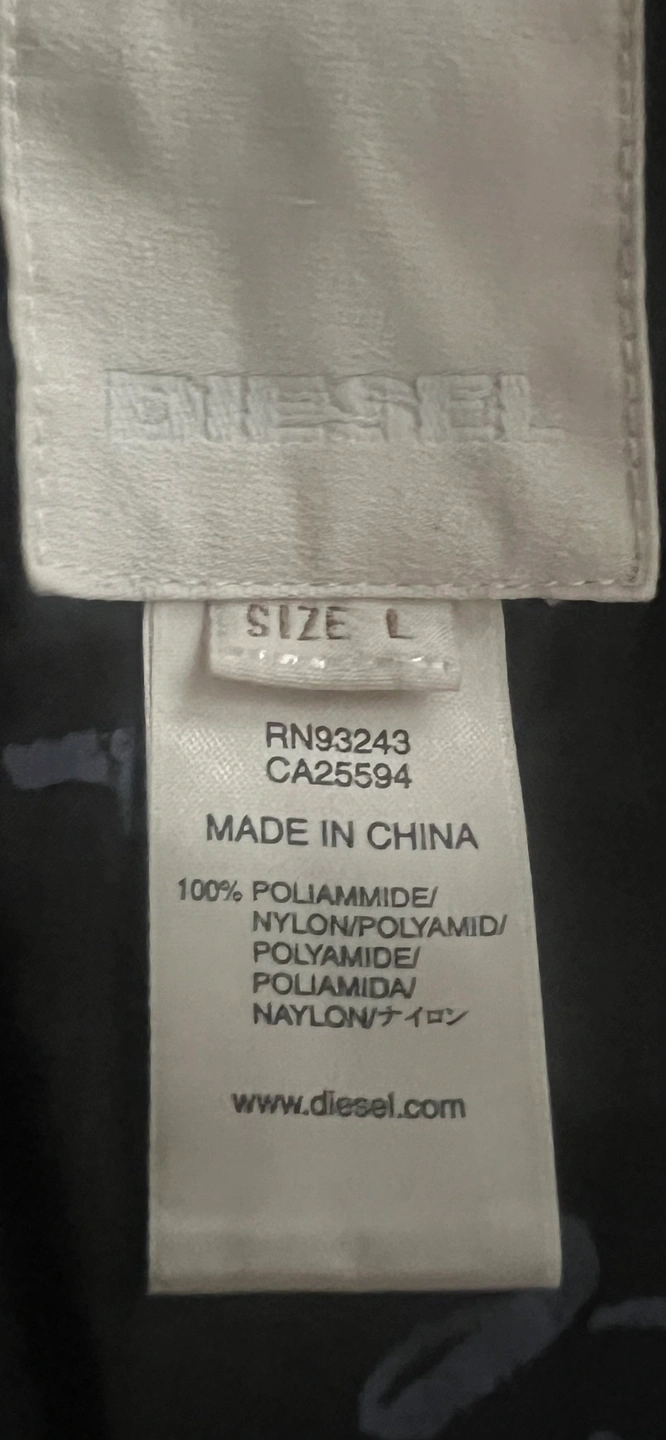 DIESEL
SIZE L
RN93243
CA25594
MADE IN CHINA
100% POLIAMMIDE/
NYLON/POLYAMID/
POLYAMIDE/
POLIAMIDA/
NAYLON/ナイロン
www.diesel.com